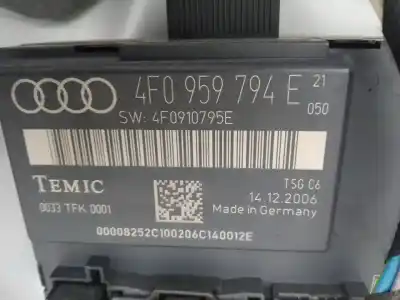 4F0 959 794 E 21
050
SW: 4F0910795E
TEMIC
TSG 06
0033 TFK 0001
14.12.2006
Made in Germany
00008252C100206C140012E